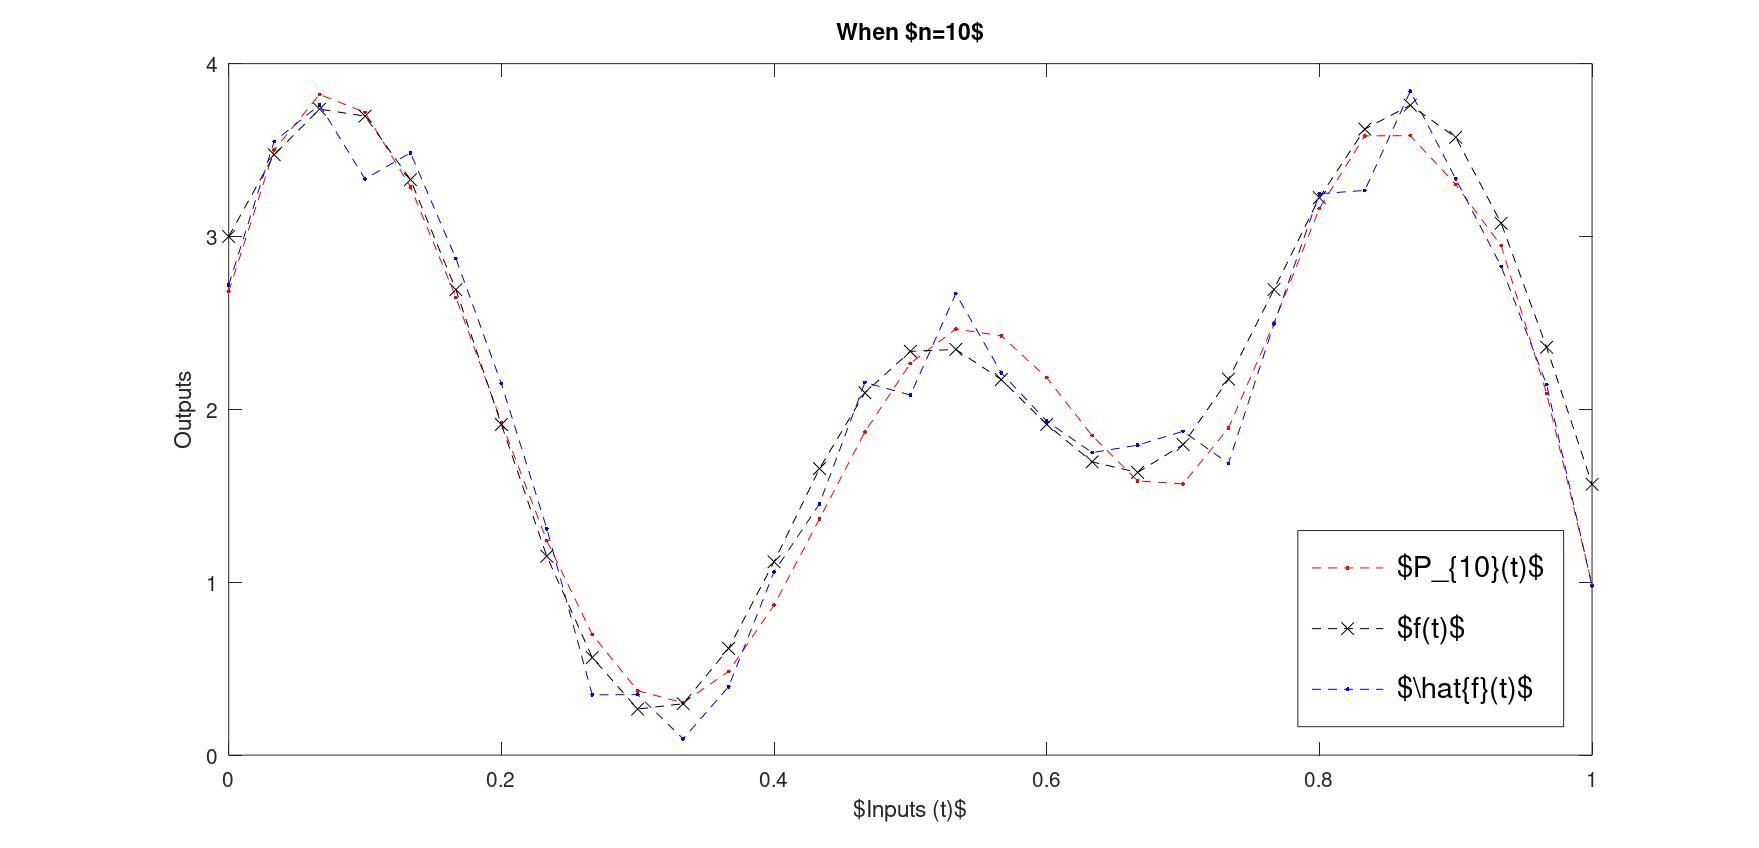 When $n=10$
4
3
2
1
0
Outputs
0
0.2
0.4
0.6
0.8
1
$Inputs (t)$
$P_{10}(t)$
$f(t)$
$\hat{f}(t)$